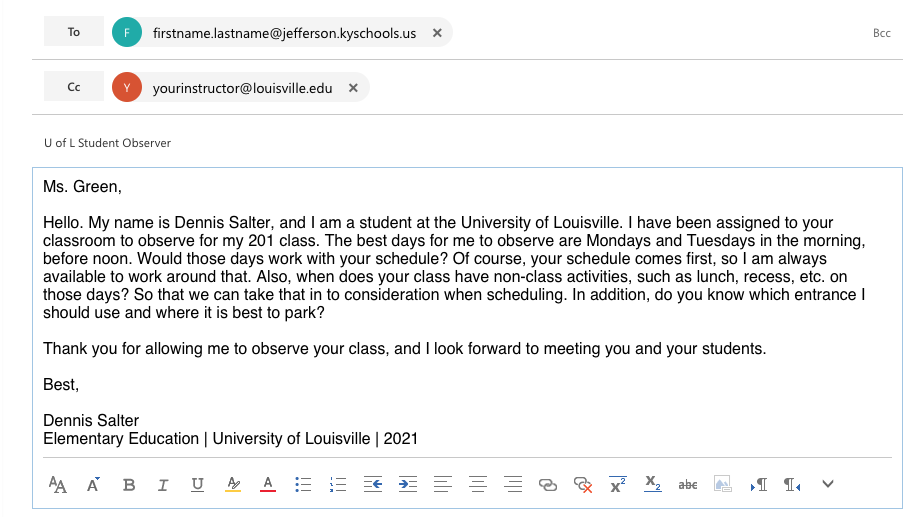 To F firstname.lastname@jefferson.kyschools.us × Bcc
Cc Y yourinstructor@louisville.edu ×
U of L Student Observer
Ms. Green,
Hello. My name is Dennis Salter, and I am a student at the University of Louisville. I have been assigned to your
classroom to observe for my 201 class. The best days for me to observe are Mondays and Tuesdays in the morning,
before noon. Would those days work with your schedule? Of course, your schedule comes first, so I am always
available to work around that. Also, when does your class have non-class activities, such as lunch, recess, etc. on
those days? So that we can take that in to consideration when scheduling. In addition, do you know which entrance I
should use and where it is best to park?
Thank you for allowing me to observe your class, and I look forward to meeting you and your students.
Best,
Dennis Salter
Elementary Education | University of Louisville | 2021
AA A B I U A A x² x₂ abc